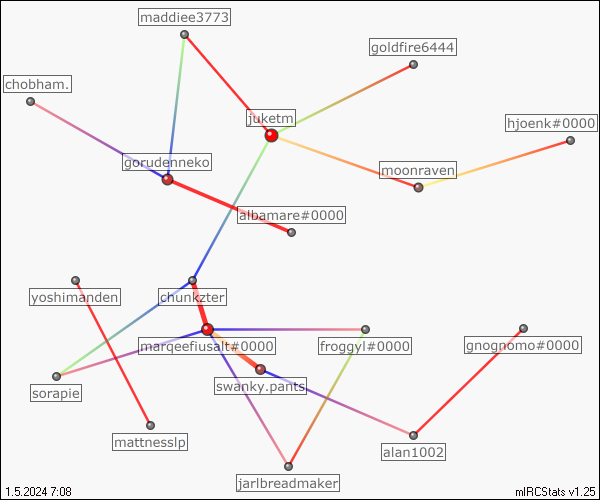 maddiee3773
goldfire6444
chobham.
juketm
hjoenk#0000
gorudenneko
moonraven
albamare#0000
yoshimanden
chunkzter
marqeefiusalt#0000
froggyl#0000
gnognomo#0000
swanky.pants
sorapie
mattnesslp
alan1002
jarlbreadmaker
1.5.2024 7:08
mIRCStats v1.25